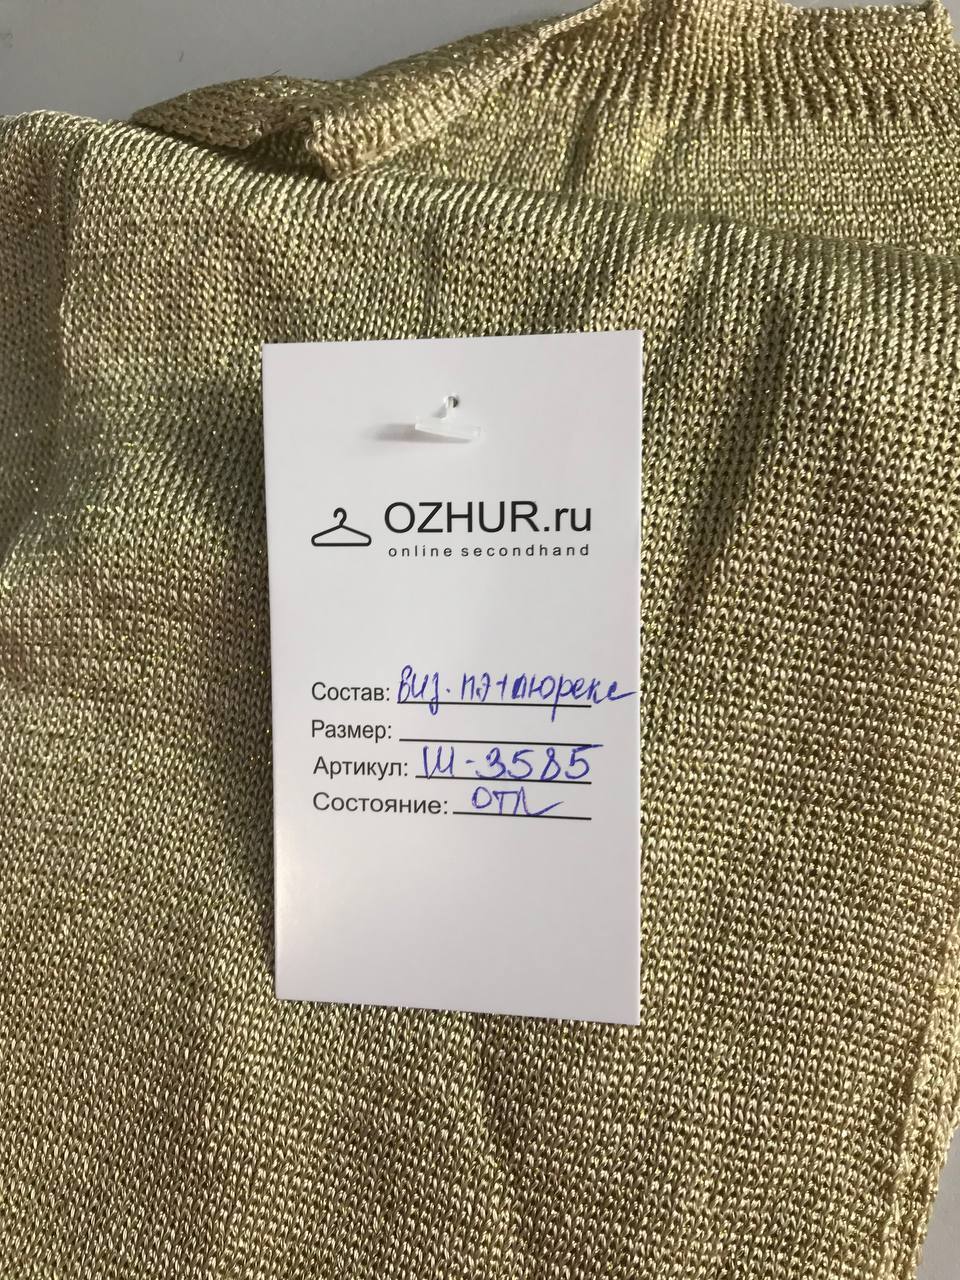 OZHUR.ru
online secondhand
Состав: виз. пэ+люрекс
Размер:
Артикул: Ш-3585
Состояние: отл